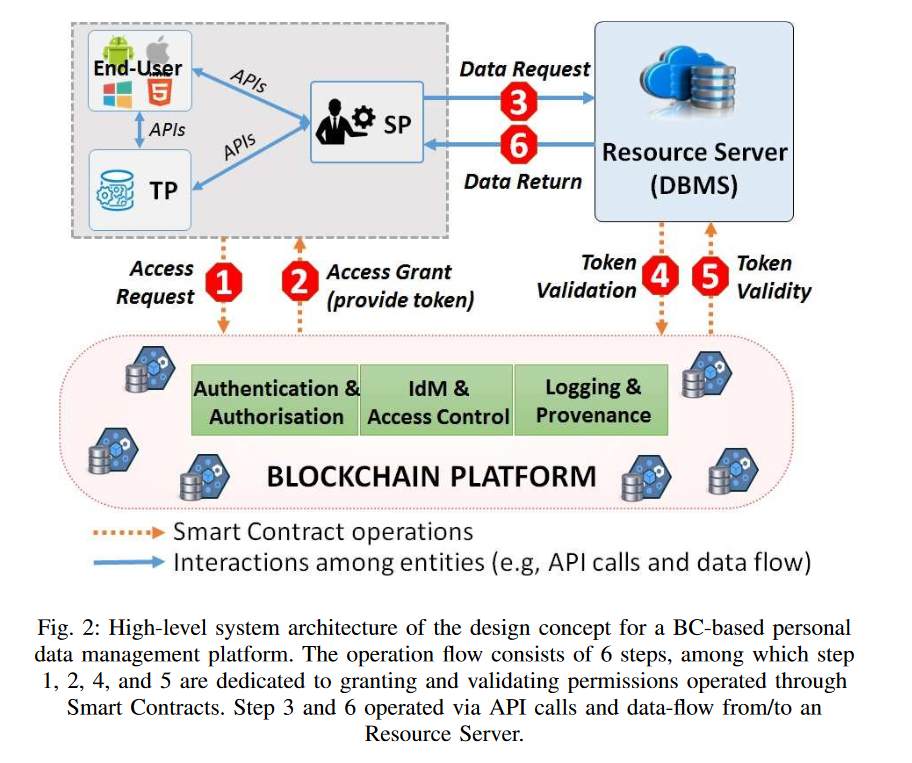 End-User
APIs
APIs
APIs
TP
SP
Data Request
3
6
Data Return
Resource Server
(DBMS)
Access
Request
1
2
Access Grant
(provide token)
Token
Validation
4
5
Token
Validity
Authentication &
Authorisation
IdM &
Access Control
Logging &
Provenance
BLOCKCHAIN PLATFORM
Smart Contract operations
Interactions among entities (e.g, API calls and data flow)
Fig. 2: High-level system architecture of the design concept for a BC-based personal
data management platform. The operation flow consists of 6 steps, among which step
1, 2, 4, and 5 are dedicated to granting and validating permissions operated through
Smart Contracts. Step 3 and 6 operated via API calls and data-flow from/to an
Resource Server.